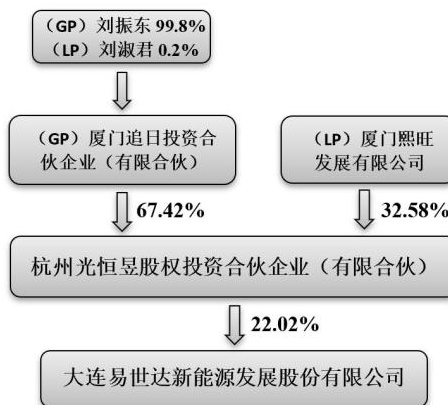 （GP）刘振东 99.8%
（LP）刘淑君 0.2%
（GP）厦门追日投资合
伙企业（有限合伙）
（LP）厦门熙旺
发展有限公司
67.42%
32.58%
杭州光恒昱股权投资合伙企业（有限合伙）
22.02%
大连易世达新能源发展股份有限公司